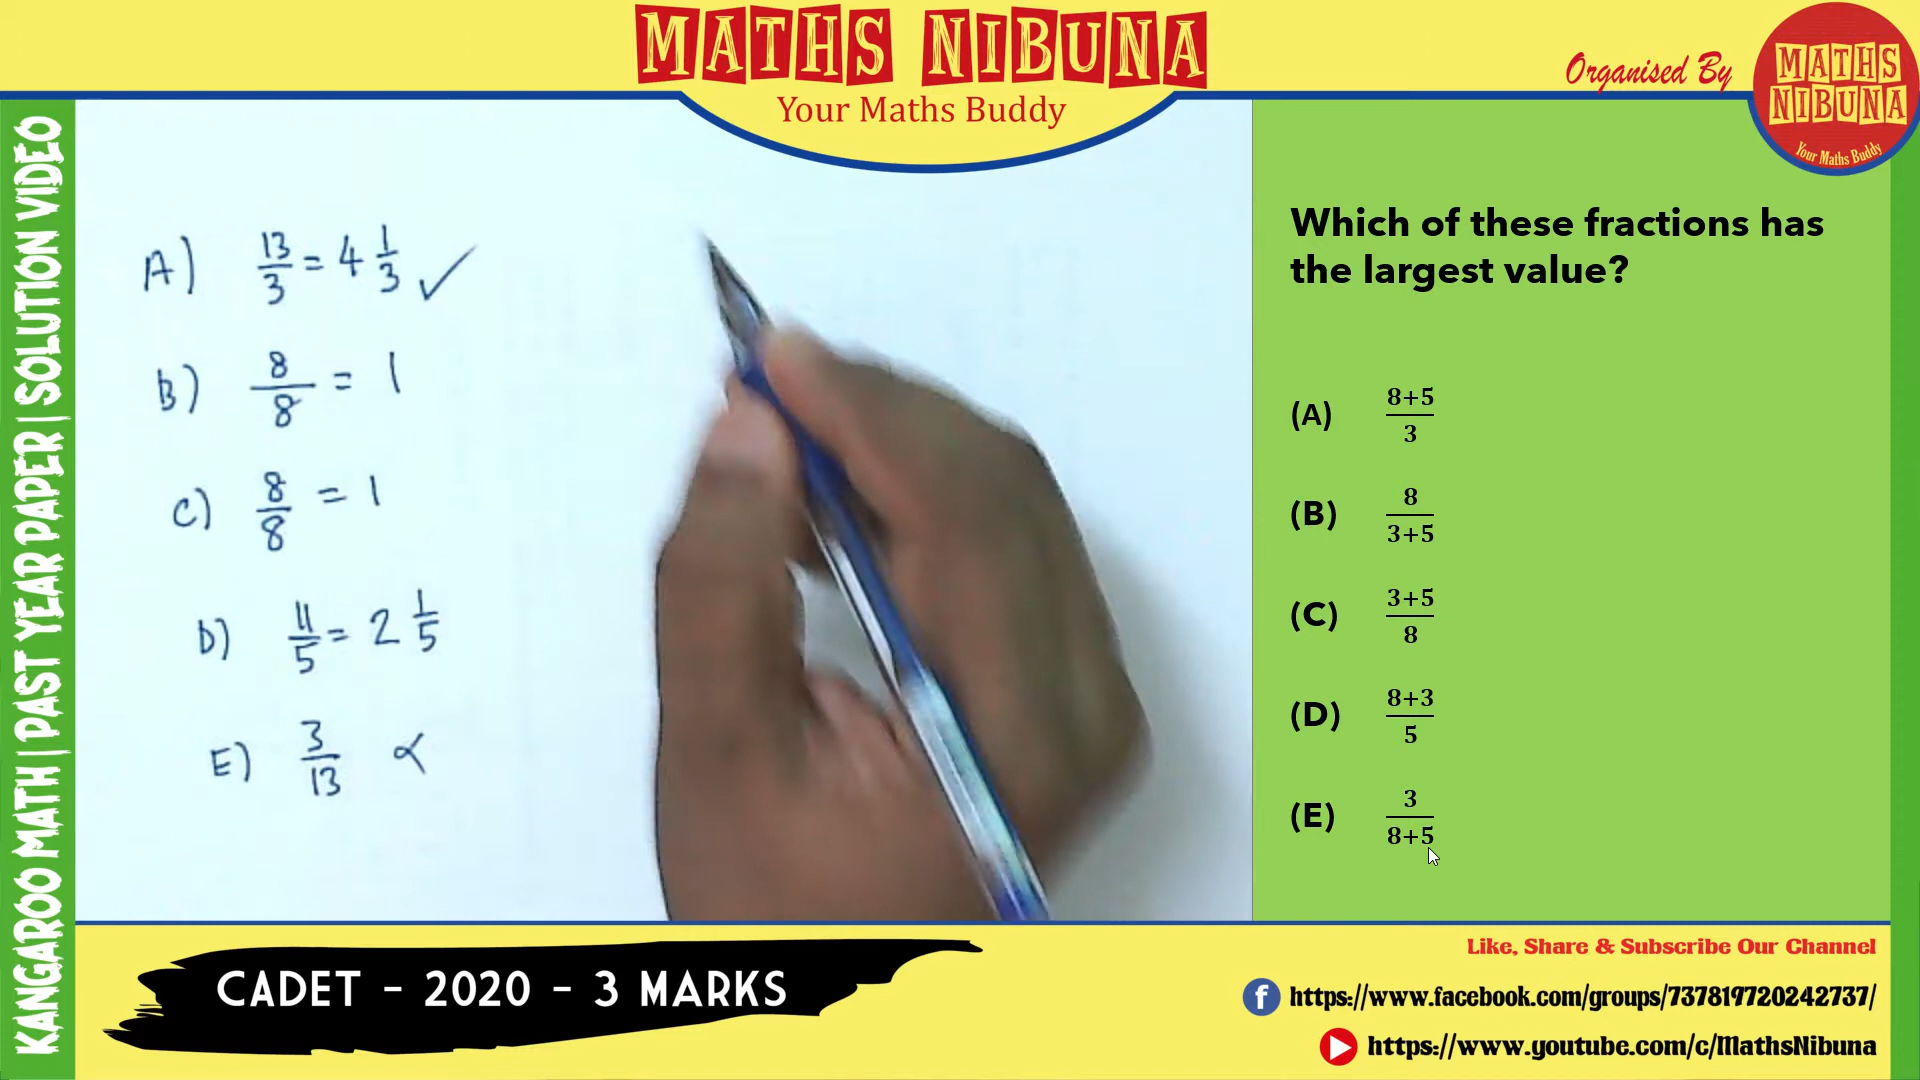 MATHS NIBUNA
Your Maths Buddy
Organised By
MATHS
NIBUNA
Your Maths Buddy
KANGAROO MATH | PAST YEAR PAPER | SOLUTION VIDEO
A) 13/3 = 4 1/3 ✓
B) 8/8 = 1
C) 8/8 = 1
D) 11/5 = 2 1/5
E) 3/13
Which of these fractions has
the largest value?
(A) 8+5/3
(B) 8/3+5
(C) 3+5/8
(D) 8+3/5
(E) 3/8+5
CADET - 2020 - 3 MARKS
Like, Share & Subscribe Our Channel
https://www.facebook.com/groups/737819720242737/
https://www.youtube.com/c/MathsNibuna